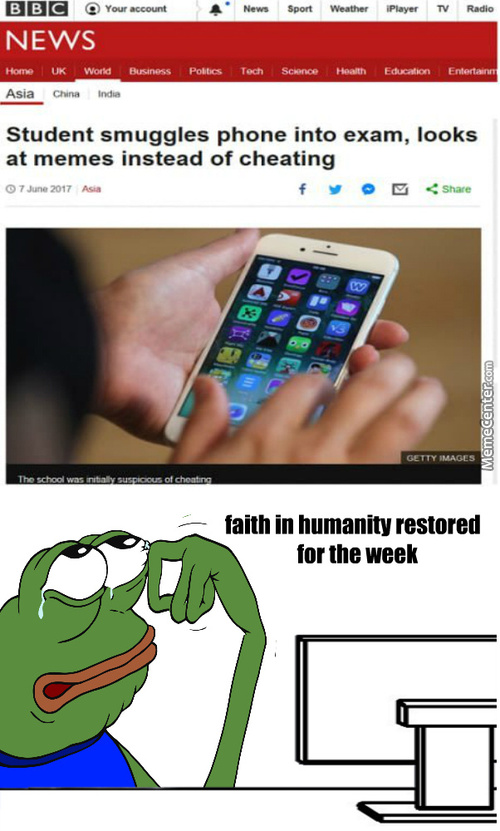 BBC Your account News Sport Weather iPlayer TV Radio
NEWS
Home UK World Business Politics Tech Science Health Education Entertainm
Asia China India
Student smuggles phone into exam, looks
at memes instead of cheating
7 June 2017 Asia
Share
GETTY IMAGES
The school was initially suspicious of cheating
MemeCenter.com
faith in humanity restored
for the week